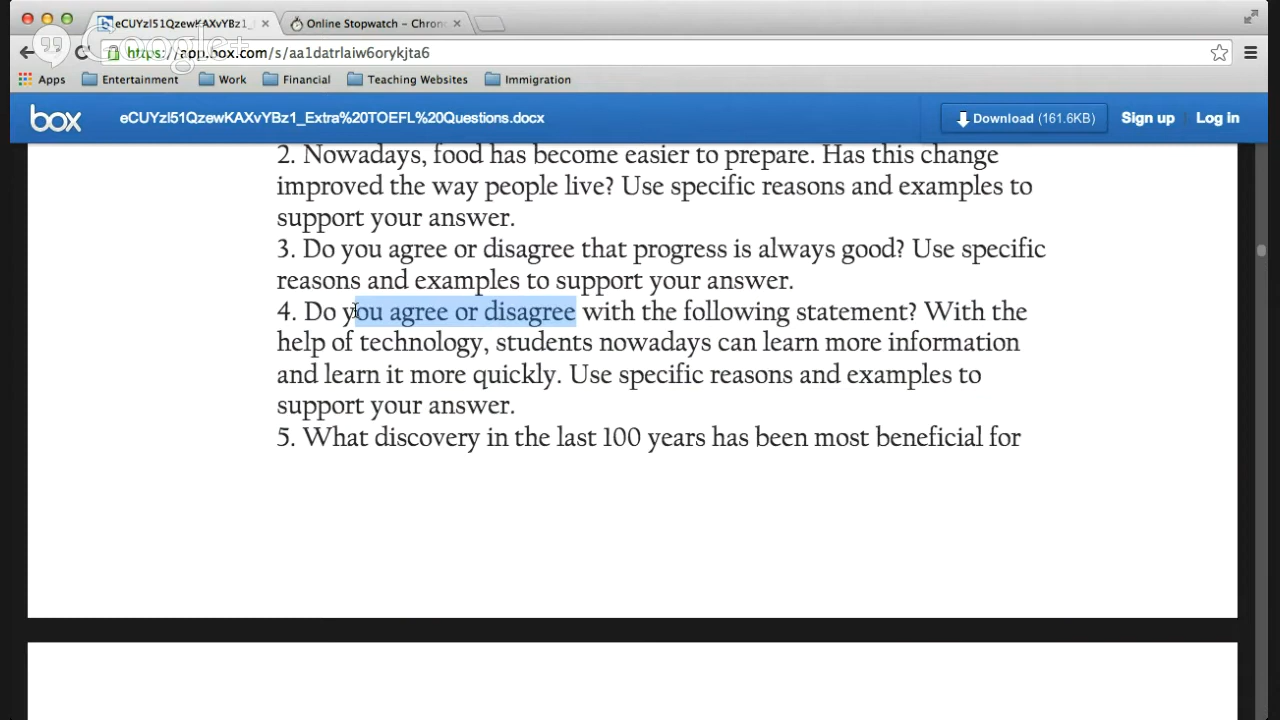 eCUYzl51QzewKAXvYBz1_
Online Stopwatch – Chron
Google+
https://app.box.com/s/aa1datrlaiw6orykjta6
Apps Entertainment Work Financial Teaching Websites Immigration
box eCUYzl51QzewKAXvYBz1_Extra%20TOEFL%20Questions.docx Download (161.6KB) Sign up Log in
2. Nowadays, food has become easier to prepare. Has this change
improved the way people live? Use specific reasons and examples to
support your answer.
3. Do you agree or disagree that progress is always good? Use specific
reasons and examples to support your answer.
4. Do you agree or disagree with the following statement? With the
help of technology, students nowadays can learn more information
and learn it more quickly. Use specific reasons and examples to
support your answer.
5. What discovery in the last 100 years has been most beneficial for